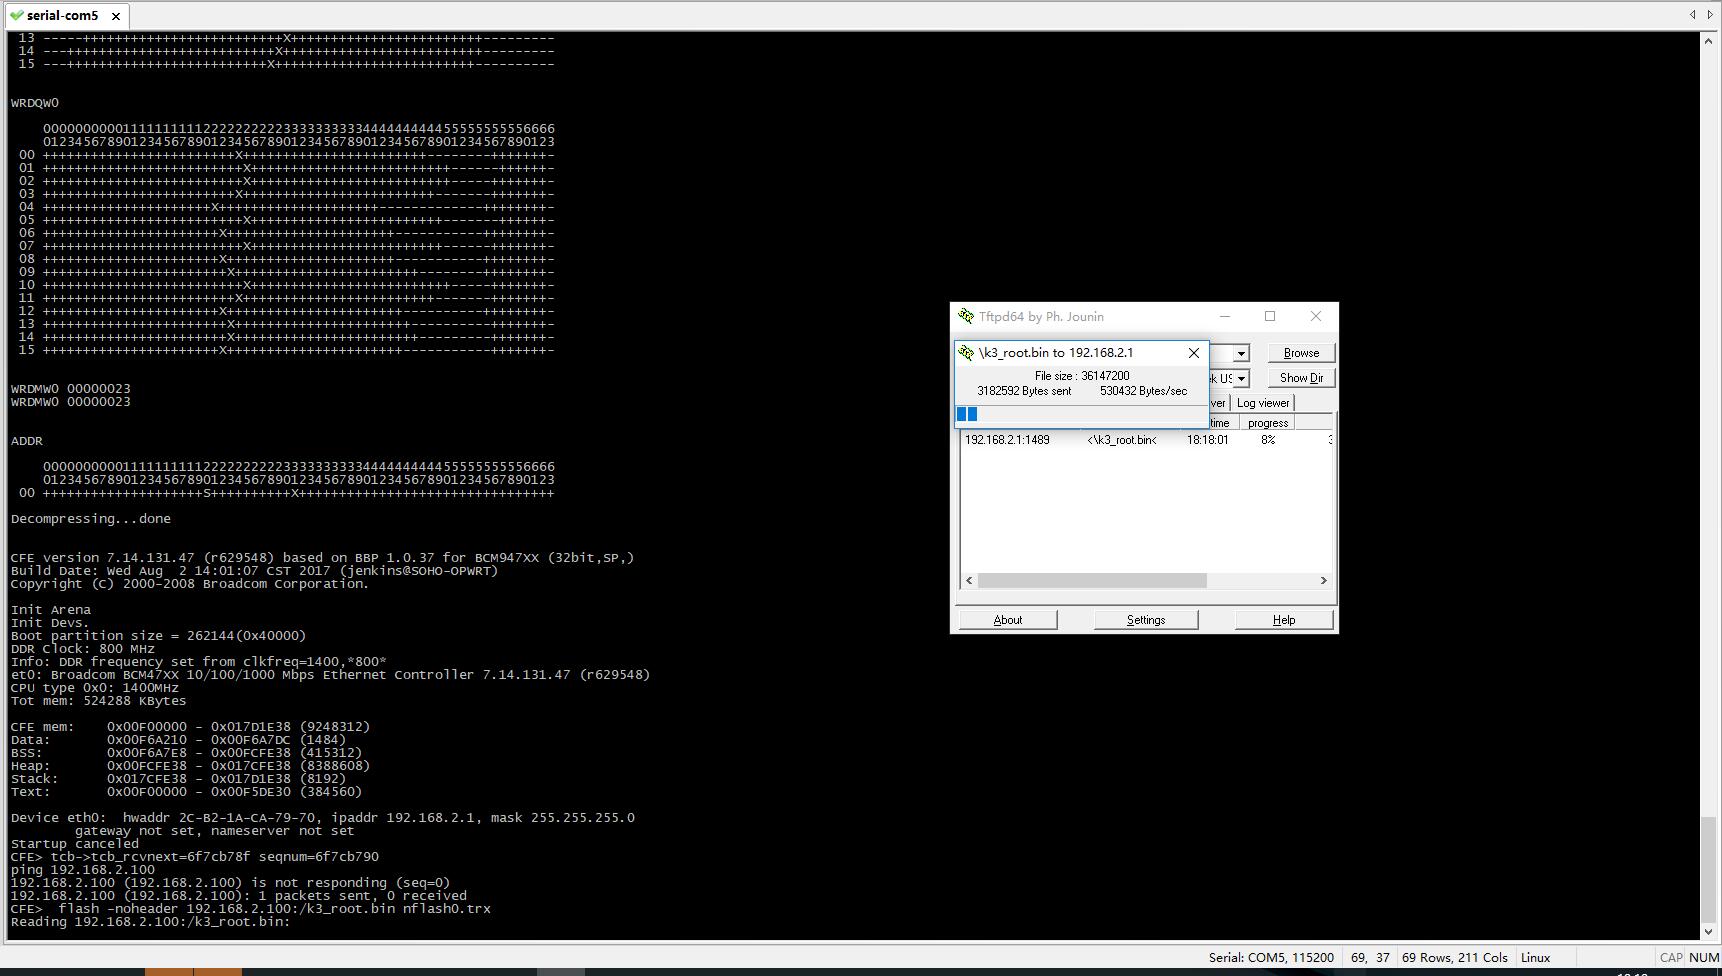 serial-com5
13 -----+++++++++++++++++++++++++X++++++++++++++++++++++++---------
14 ---++++++++++++++++++++++++++X+++++++++++++++++++++++++---------
15 ---+++++++++++++++++++++++++X+++++++++++++++++++++++++----------
WRDQW0
0000000000111111111122222222223333333333444444444455555555556666
0123456789012345678901234567890123456789012345678901234567890123
00 ++++++++++++++++++++++++X+++++++++++++++++++++++--------+++++++-
01 +++++++++++++++++++++++++X+++++++++++++++++++++++++------+++++++-
02 +++++++++++++++++++++++++X+++++++++++++++++++++++++-----+++++++-
03 ++++++++++++++++++++++++X++++++++++++++++++++++++-------+++++++-
04 +++++++++++++++++++++X++++++++++++++++++++-------------++++++++-
05 +++++++++++++++++++++++++X++++++++++++++++++++++++-------+++++++-
06 ++++++++++++++++++++++X+++++++++++++++++++++------------+++++++-
07 +++++++++++++++++++++++++X++++++++++++++++++++++++------+++++++-
08 ++++++++++++++++++++++X+++++++++++++++++++++-----------++++++++-
09 +++++++++++++++++++++++X+++++++++++++++++++++++--------++++++++-
10 +++++++++++++++++++++++++X+++++++++++++++++++++++-------+++++++-
11 ++++++++++++++++++++++++X++++++++++++++++++++++++-------+++++++-
12 ++++++++++++++++++++++X++++++++++++++++++++++----------++++++++-
13 +++++++++++++++++++++++X++++++++++++++++++++++----------+++++++-
14 +++++++++++++++++++++++X+++++++++++++++++++++++---------+++++++-
15 ++++++++++++++++++++++X++++++++++++++++++++++-----------+++++++-
WRDMW0 00000023
WRDMW0 00000023
ADDR
0000000000111111111122222222223333333333444444444455555555556666
0123456789012345678901234567890123456789012345678901234567890123
00 ++++++++++++++++++++S++++++++++X++++++++++++++++++++++++++++++++
Decompressing...done
CFE version 7.14.131.47 (r629548) based on BBP 1.0.37 for BCM947XX (32bit,SP,)
Build Date: Wed Aug  2 14:01:07 CST 2017 (jenkins@SOHO-OPWRT)
Copyright (C) 2000-2008 Broadcom Corporation.
Init Arena
Init Devs.
Boot partition size = 262144(0x40000)
DDR Clock: 800 MHz
Info: DDR frequency set from clkfreq=1400,*800*
et0: Broadcom BCM47XX 10/100/1000 Mbps Ethernet Controller 7.14.131.47 (r629548)
CPU type 0x0: 1400MHz
Tot mem: 524288 KBytes
CFE mem:    0x00F00000 - 0x017D1E38 (9248312)
Data:       0x00F6A210 - 0x00F6A7DC (1484)
BSS:        0x00F6A7E8 - 0x00FCFE38 (415312)
Heap:       0x00FCFE38 - 0x017CFE38 (8388608)
Stack:      0x017CFE38 - 0x017D1E38 (8192)
Text:       0x00F00000 - 0x00F5DE30 (384560)
Device eth0:  hwaddr 2C-B2-1A-CA-79-70, ipaddr 192.168.2.1, mask 255.255.255.0
gateway not set, nameserver not set
Startup canceled
CFE> tcb->tcb_rcvnext=6f7cb78f seqnum=6f7cb790
ping 192.168.2.100
192.168.2.100 (192.168.2.100) is not responding (seq=0)
192.168.2.100 (192.168.2.100): 1 packets sent, 0 received
CFE>  flash -noheader 192.168.2.100:/k3_root.bin nflash0.trx
Reading 192.168.2.100:/k3_root.bin:
Tftpd64 by Ph. Jounin
\k3_root.bin to 192.168.2.1
File size : 36147200
3182592 Bytes sent 530432 Bytes/sec
Browse
Show Dir
Log viewer
time progress
192.168.2.1:1489 <\k3_root.bin< 18:18:01 8%
About Settings Help
Serial: COM5, 115200 69, 37 69 Rows, 211 Cols Linux CAP NUM